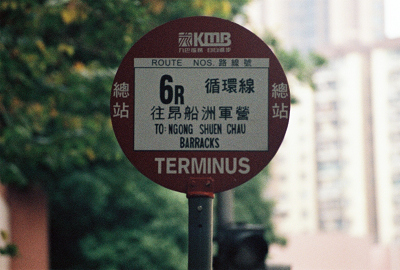 KMB
ROUTE NOS. 路線號
6R 循環線
往昂船洲軍營
TO: NGONG SHUEN CHAU
BARRACKS
總站
總站
TERMINUS